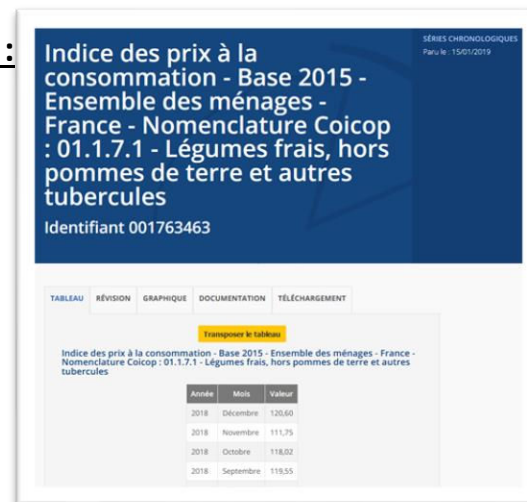 :
Indice des prix à la
consommation - Base 2015 -
Ensemble des ménages -
France - Nomenclature Coicop
: 01.1.7.1 - Légumes frais, hors
pommes de terre et autres
tubercules
Identifiant 001763463
SÉRIES CHRONOLOGIQUES
Paru le : 15/01/2019
TABLEAU RÉVISION GRAPHIQUE DOCUMENTATION TÉLÉCHARGEMENT
Transposer le tableau
Indice des prix à la consommation - Base 2015 - Ensemble des ménages - France -
Nomenclature Coicop : 01.1.7.1 - Légumes frais, hors pommes de terre et autres
tubercules
Année Mois Valeur
2018 Décembre 120,60
2018 Novembre 111,75
2018 Octobre 118,02
2018 Septembre 119,55